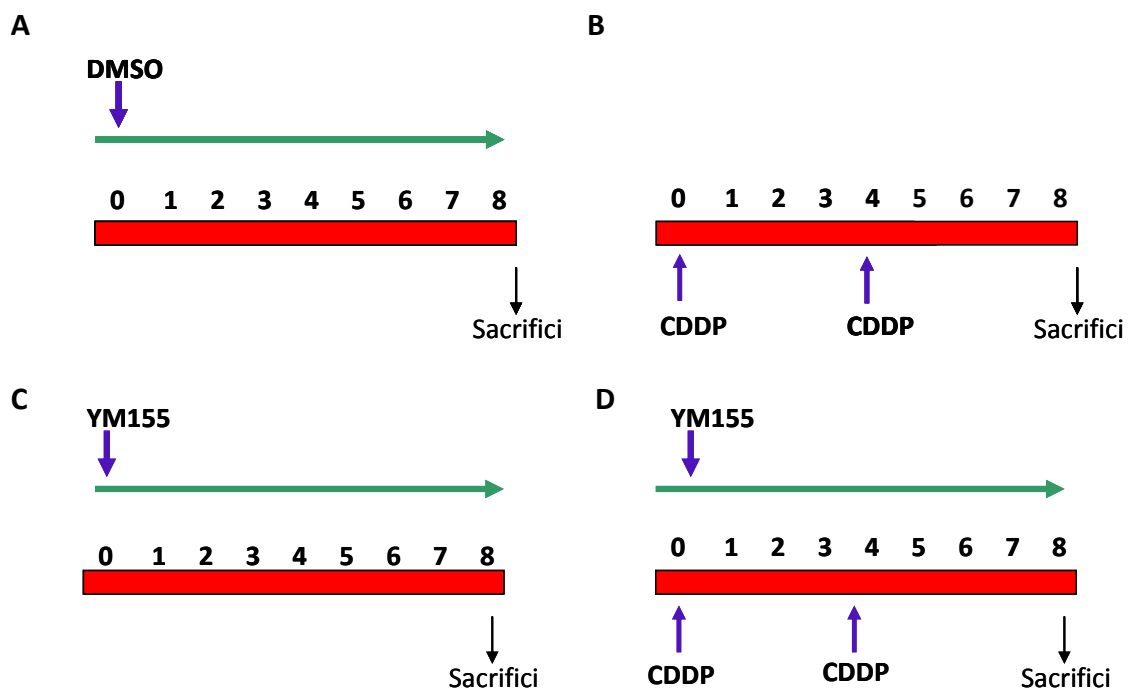 A
DMSO
0 1 2 3 4 5 6 7 8
Sacrifici
B
0 1 2 3 4 5 6 7 8
CDDP CDDP
Sacrifici
C
YM155
0 1 2 3 4 5 6 7 8
Sacrifici
D
YM155
0 1 2 3 4 5 6 7 8
CDDP CDDP Sacrifici